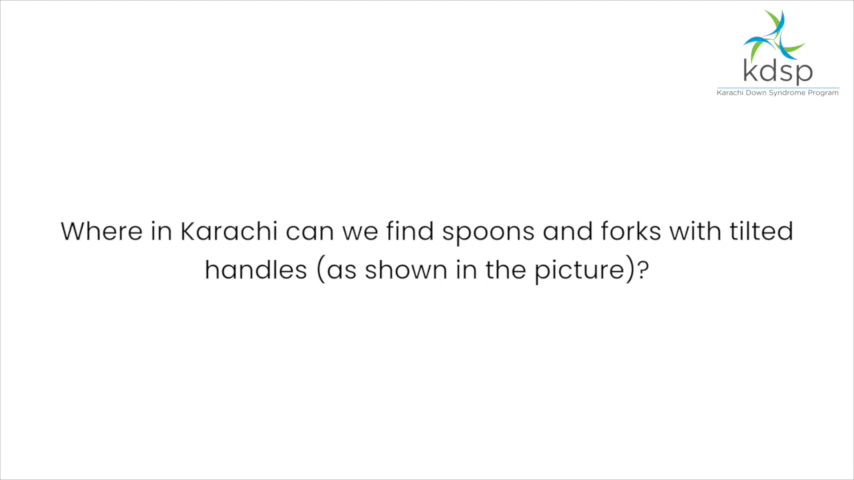 kdsp
Karachi Down Syndrome Program
Where in Karachi can we find spoons and forks with tilted
handles (as shown in the picture)?